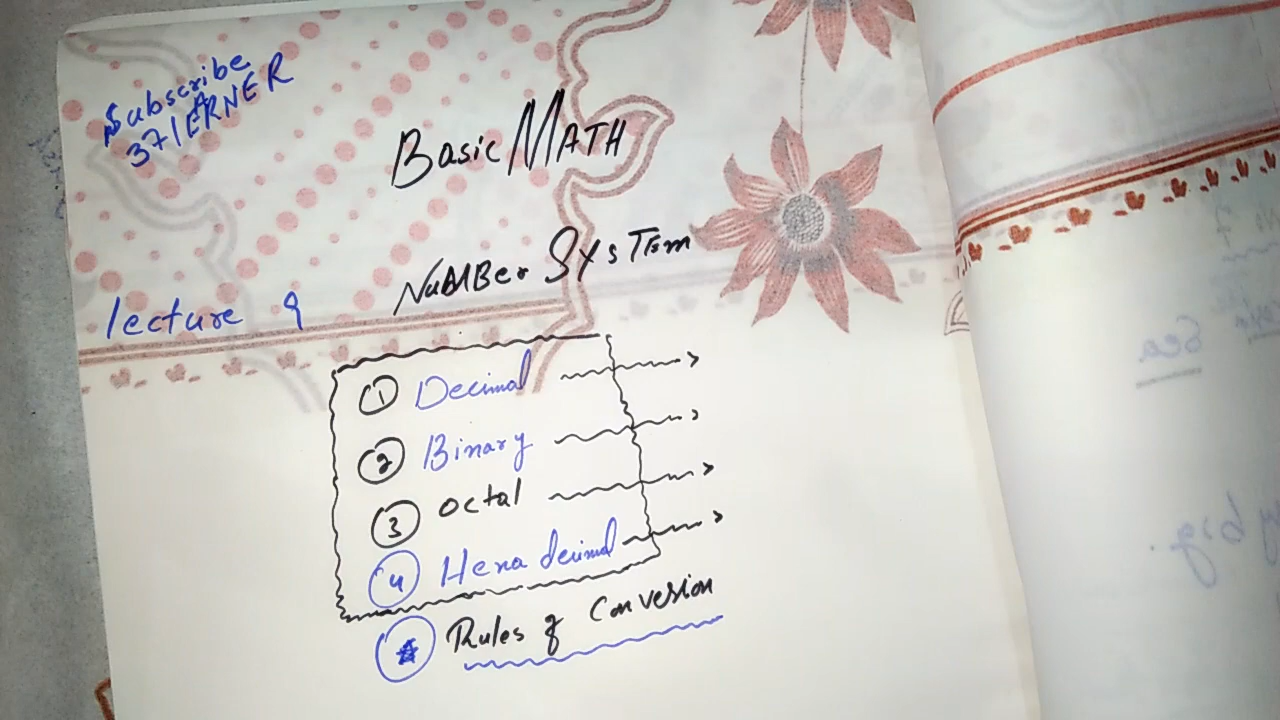 Subscribe
371EARNER
Basic MATH
NUMBER SYSTEM
lecture 9
1 Decimal
2 Binary
3 octal
4 Hexa decimal
Rules of Conversion